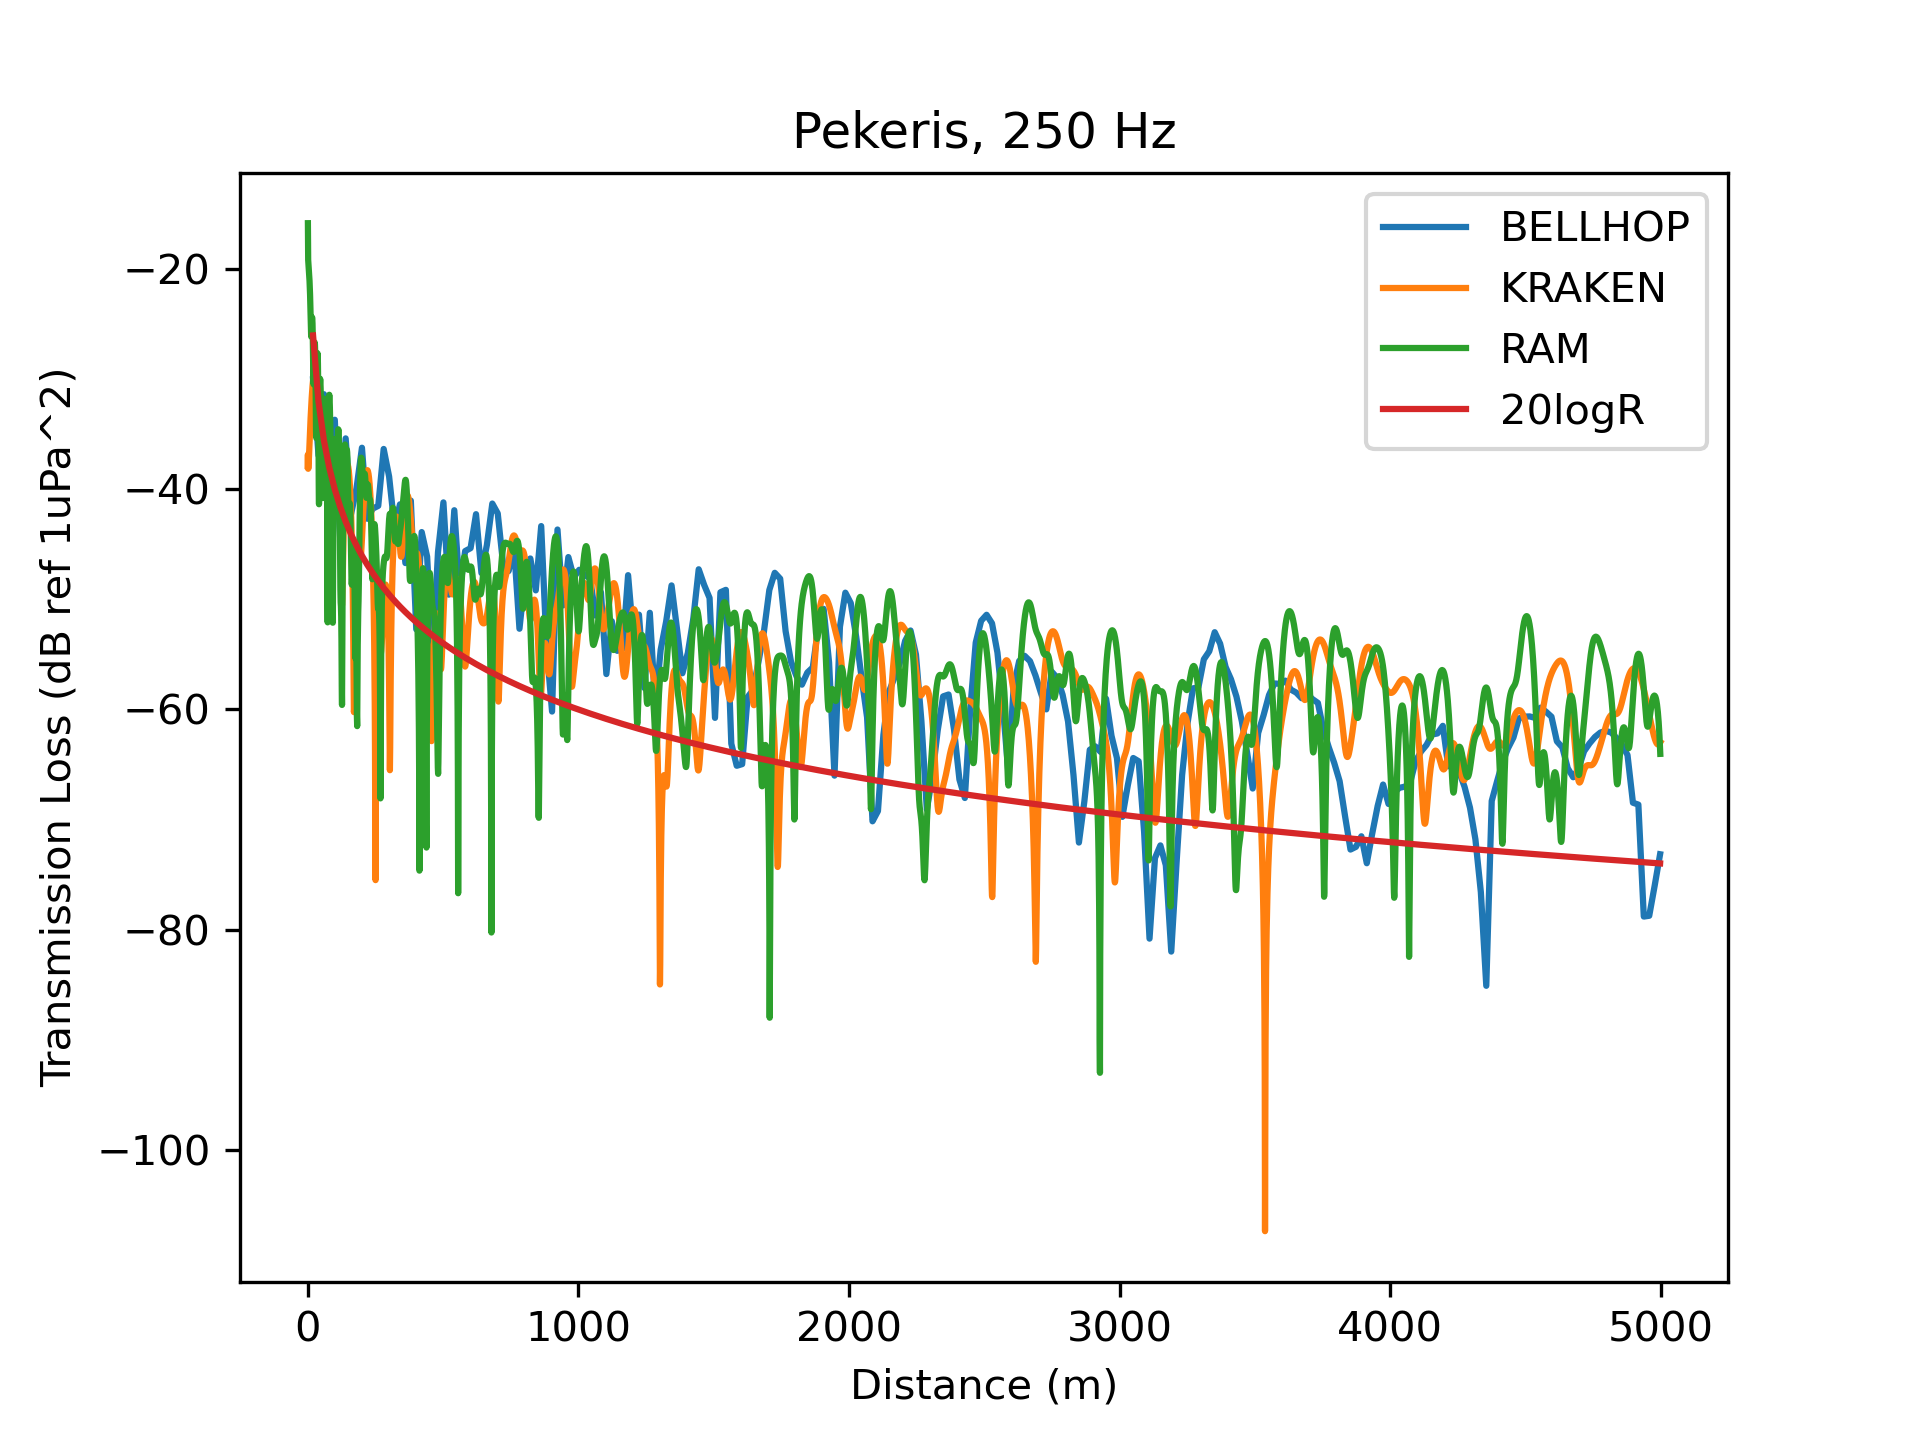 Pekeris, 250 Hz
BELLHOP
KRAKEN
RAM
20logR
−20
−40
−60
−80
−100
Transmission Loss (dB ref 1uPa^2)
0 1000 2000 3000 4000 5000
Distance (m)